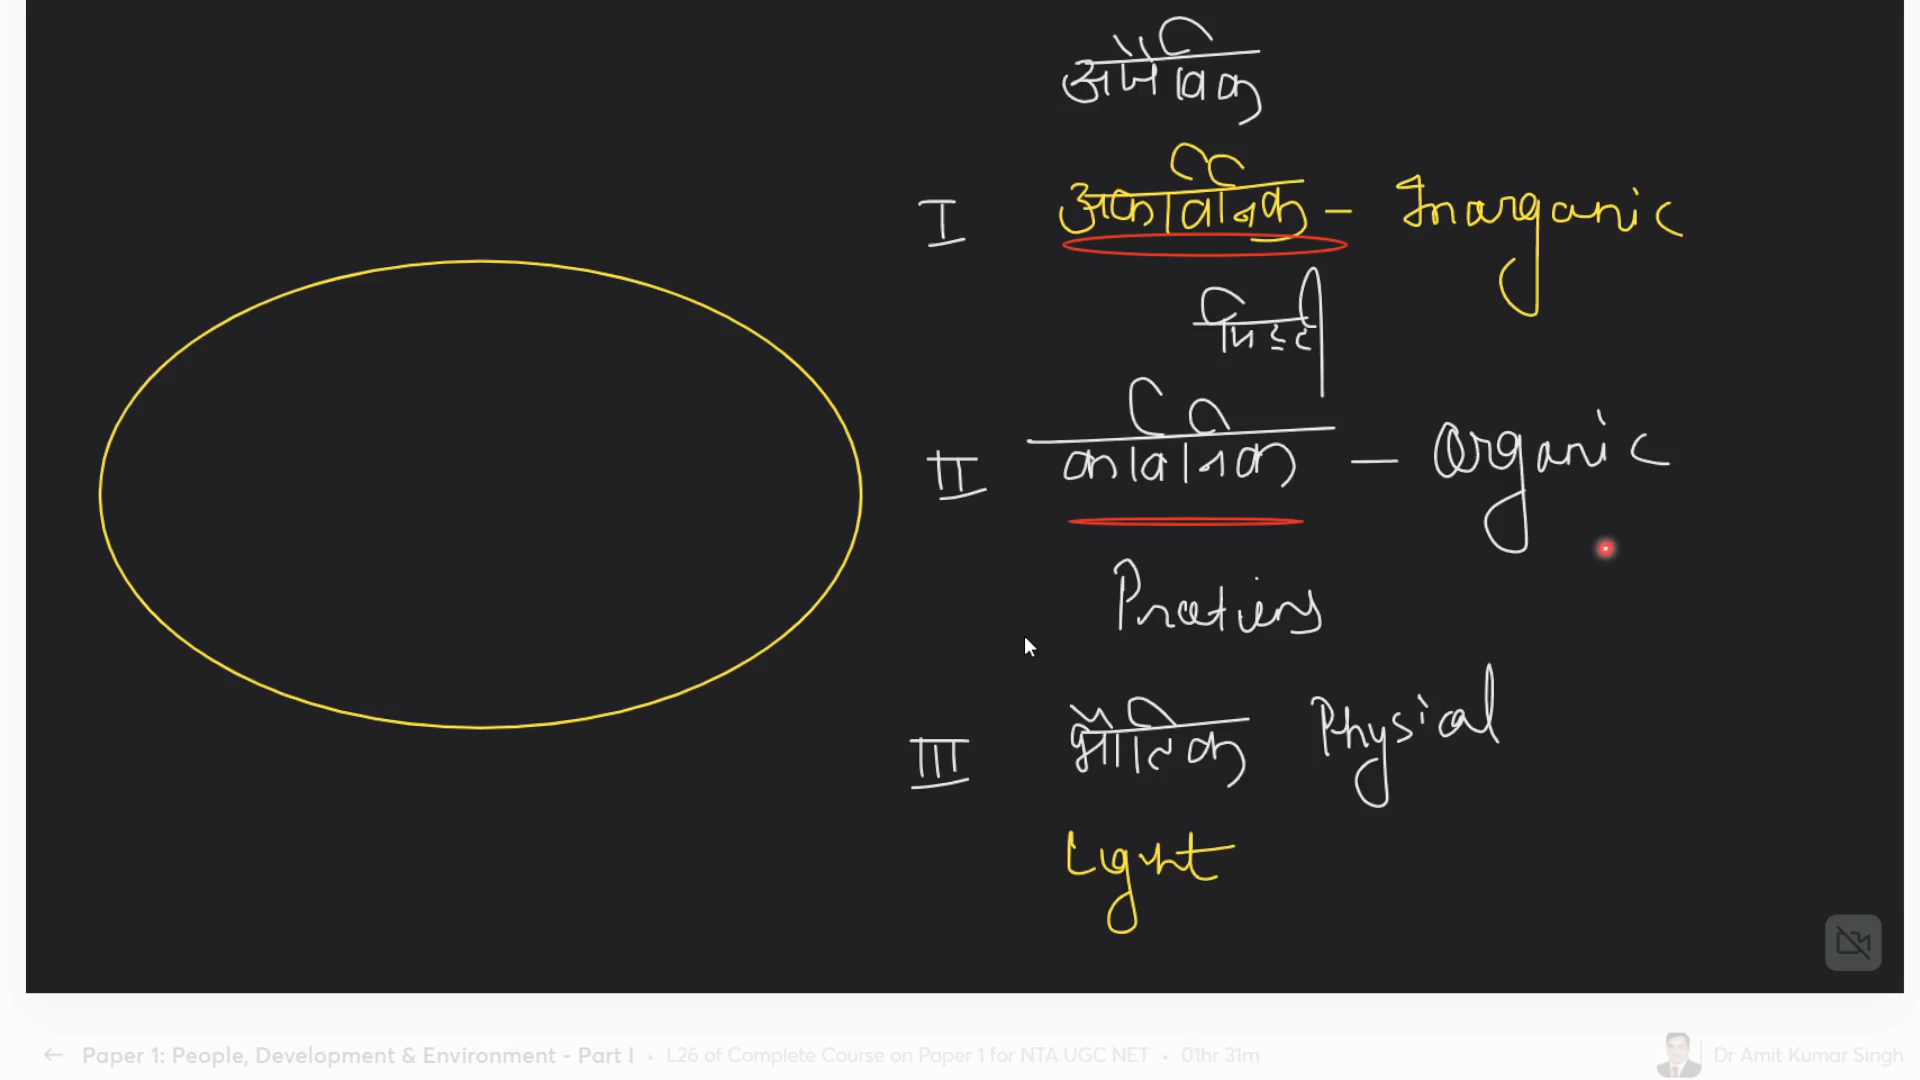 अजैविक
I अकार्बनिक – Inorganic
मिट्टी
II कार्बनिक – Organic
Protiens
III भौतिक Physical
Light
← Paper 1: People, Development & Environment - Part I • L26 of Complete Course on Paper 1 for NTA UGC NET • 01hr 31m
Dr Amit Kumar Singh